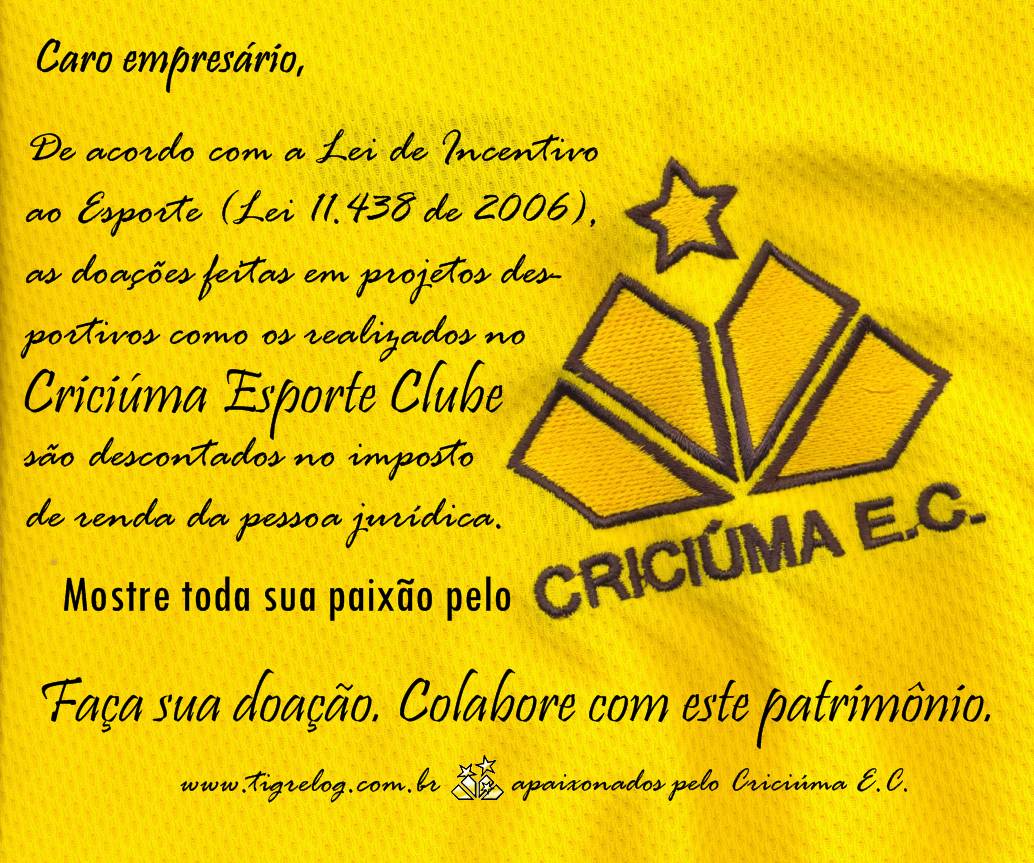 Caro empresário,
De acordo com a Lei de Incentivo
ao Esporte (Lei 11.438 de 2006),
as doações feitas em projetos des-
portivos como os realizados no
Criciúma Esporte Clube
são descontados no imposto
de renda da pessoa jurídica.
Mostre toda sua paixão pelo
CRICIÚMA E.C.
Faça sua doação. Colabore com este patrimônio.
www.tigrelog.com.br apaixonados pelo Criciúma E.C.